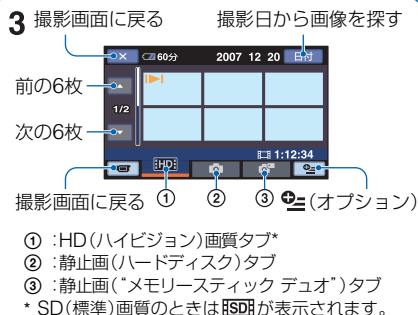 3 撮影画面に戻る 撮影日から画像を探す
× 60分 2007 12 20 日付
前の6枚
1/2
次の6枚
1:12:34
HD
撮影画面に戻る ① ② ③ (オプション)
① :HD(ハイビジョン)画質タブ*
② :静止画(ハードディスク)タブ
③ :静止画(“メモリースティック デュオ”)タブ
* SD(標準)画質のときはSDが表示されます。